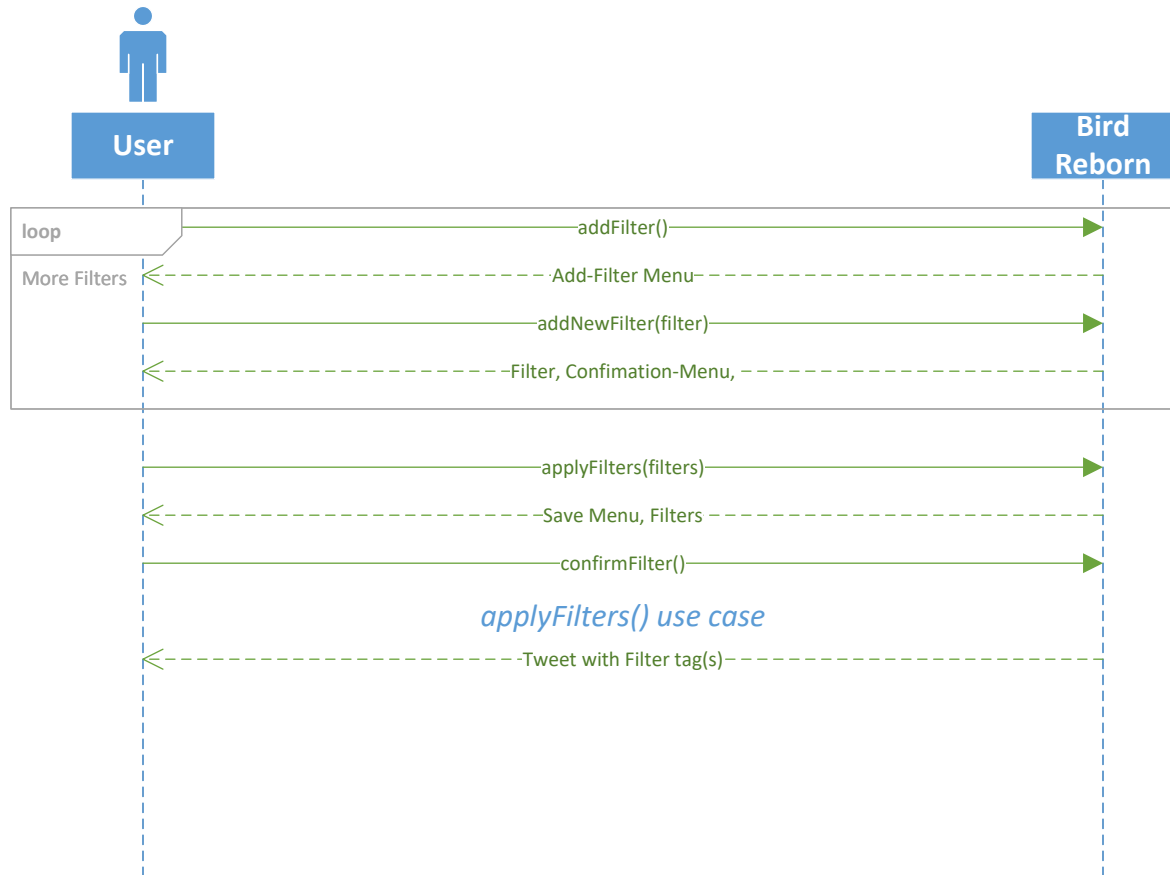 User
Bird
Reborn
loop
addFilter()
More Filters
Add-Filter Menu
addNewFilter(filter)
Filter, Confimation-Menu,
applyFilters(filters)
Save Menu, Filters
confirmFilter()
applyFilters() use case
Tweet with Filter tag(s)